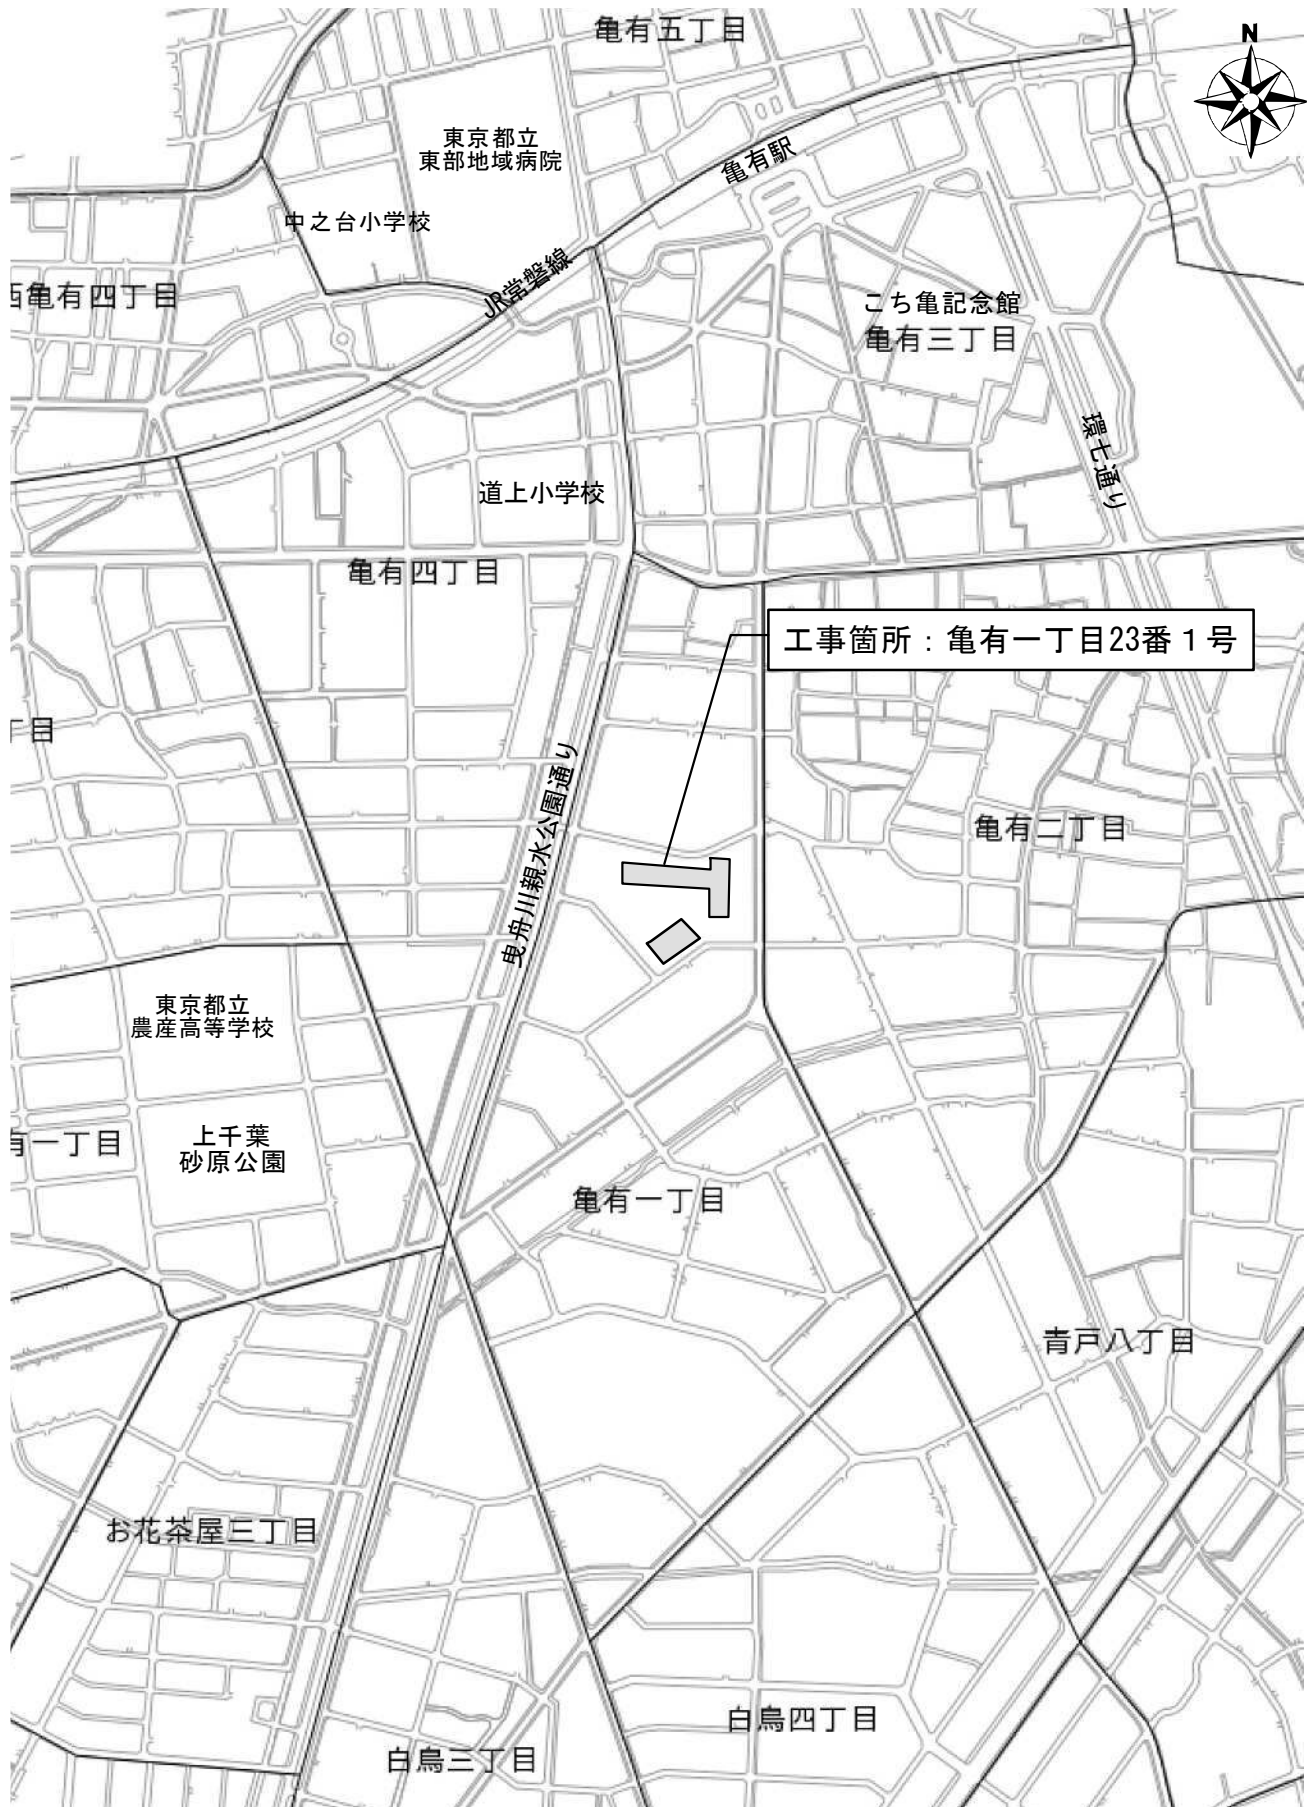 亀有五丁目
N
東京都立
東部地域病院
亀有駅
中之台小学校
JR常磐線
西亀有四丁目
こち亀記念館
亀有三丁目
環七通り
道上小学校
亀有四丁目
工事箇所：亀有一丁目23番１号
丁目
曳舟川親水公園通り
亀有二丁目
東京都立
農産高等学校
上千葉
砂原公園
有一丁目
亀有一丁目
青戸八丁目
お花茶屋三丁目
白鳥四丁目
白鳥三丁目